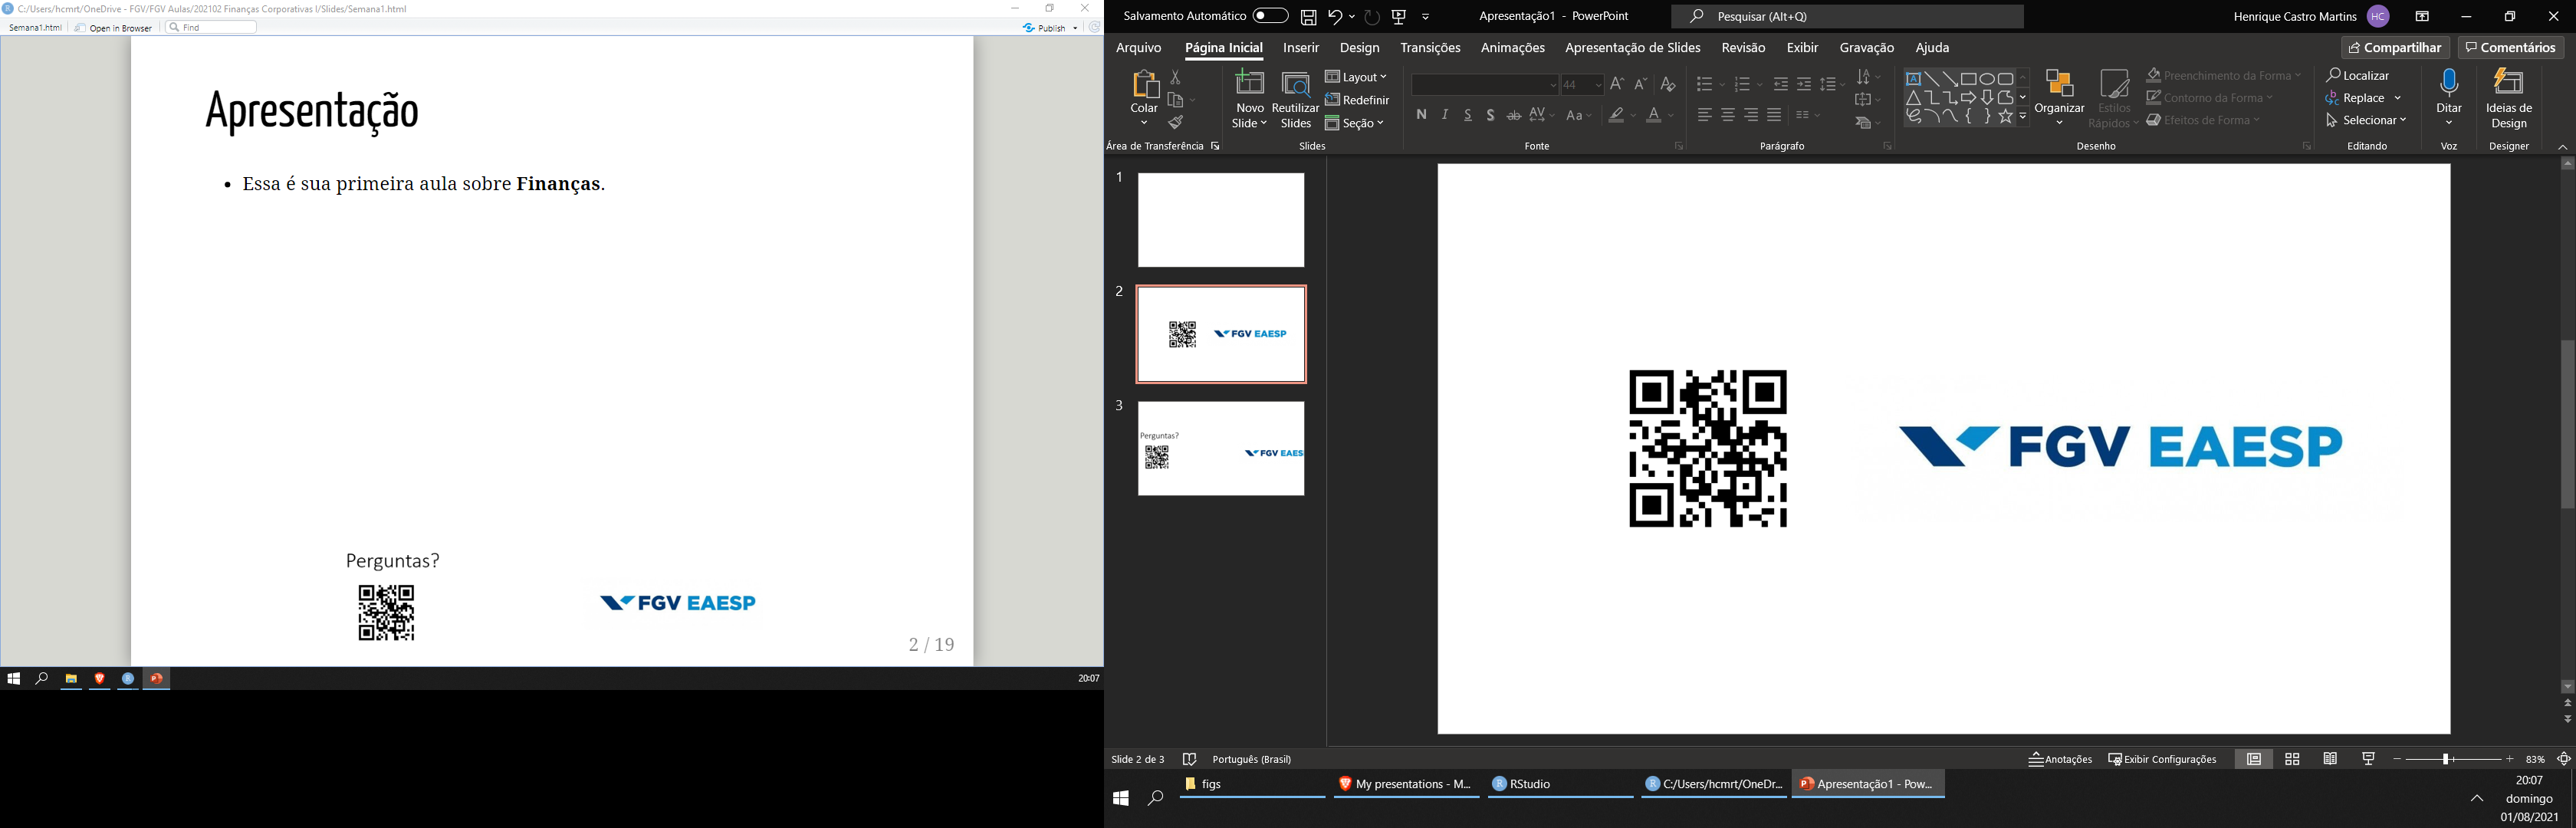 C:/Users/hcmrt/OneDrive - FGV/FGV Aulas/202102 Finanças Corporativas I/Slides/Semana1.html
Semana1.html
Open in Browser
Find
Publish
Apresentação
• Essa é sua primeira aula sobre Finanças.
Perguntas?
FGV EAESP
2 / 19
20:07
Salvamento Automático
Apresentação1 - PowerPoint
Pesquisar (Alt+Q)
Henrique Castro Martins
HC
Arquivo
Página Inicial
Inserir
Design
Transições
Animações
Apresentação de Slides
Revisão
Exibir
Gravação
Ajuda
Compartilhar
Comentários
Colar
Área de Transferência
Novo
Slide
Reutilizar
Slides
Layout
Redefinir
Seção
Slides
44
N I S S ab AV Aa A
Fonte
Parágrafo
Organizar
Estilos
Rápidos
Preenchimento da Forma
Contorno da Forma
Efeitos de Forma
Desenho
Localizar
Replace
Selecionar
Editando
Ditar
Voz
Ideias de
Design
Designer
1
2
FGV EAESP
3
Perguntas?
FGV EAES
FGV EAESP
Slide 2 de 3
Português (Brasil)
Anotações
Exibir Configurações
83%
figs
My presentations - M...
RStudio
C:/Users/hcmrt/OneDr...
Apresentação1 - Pow...
20:07
domingo
01/08/2021